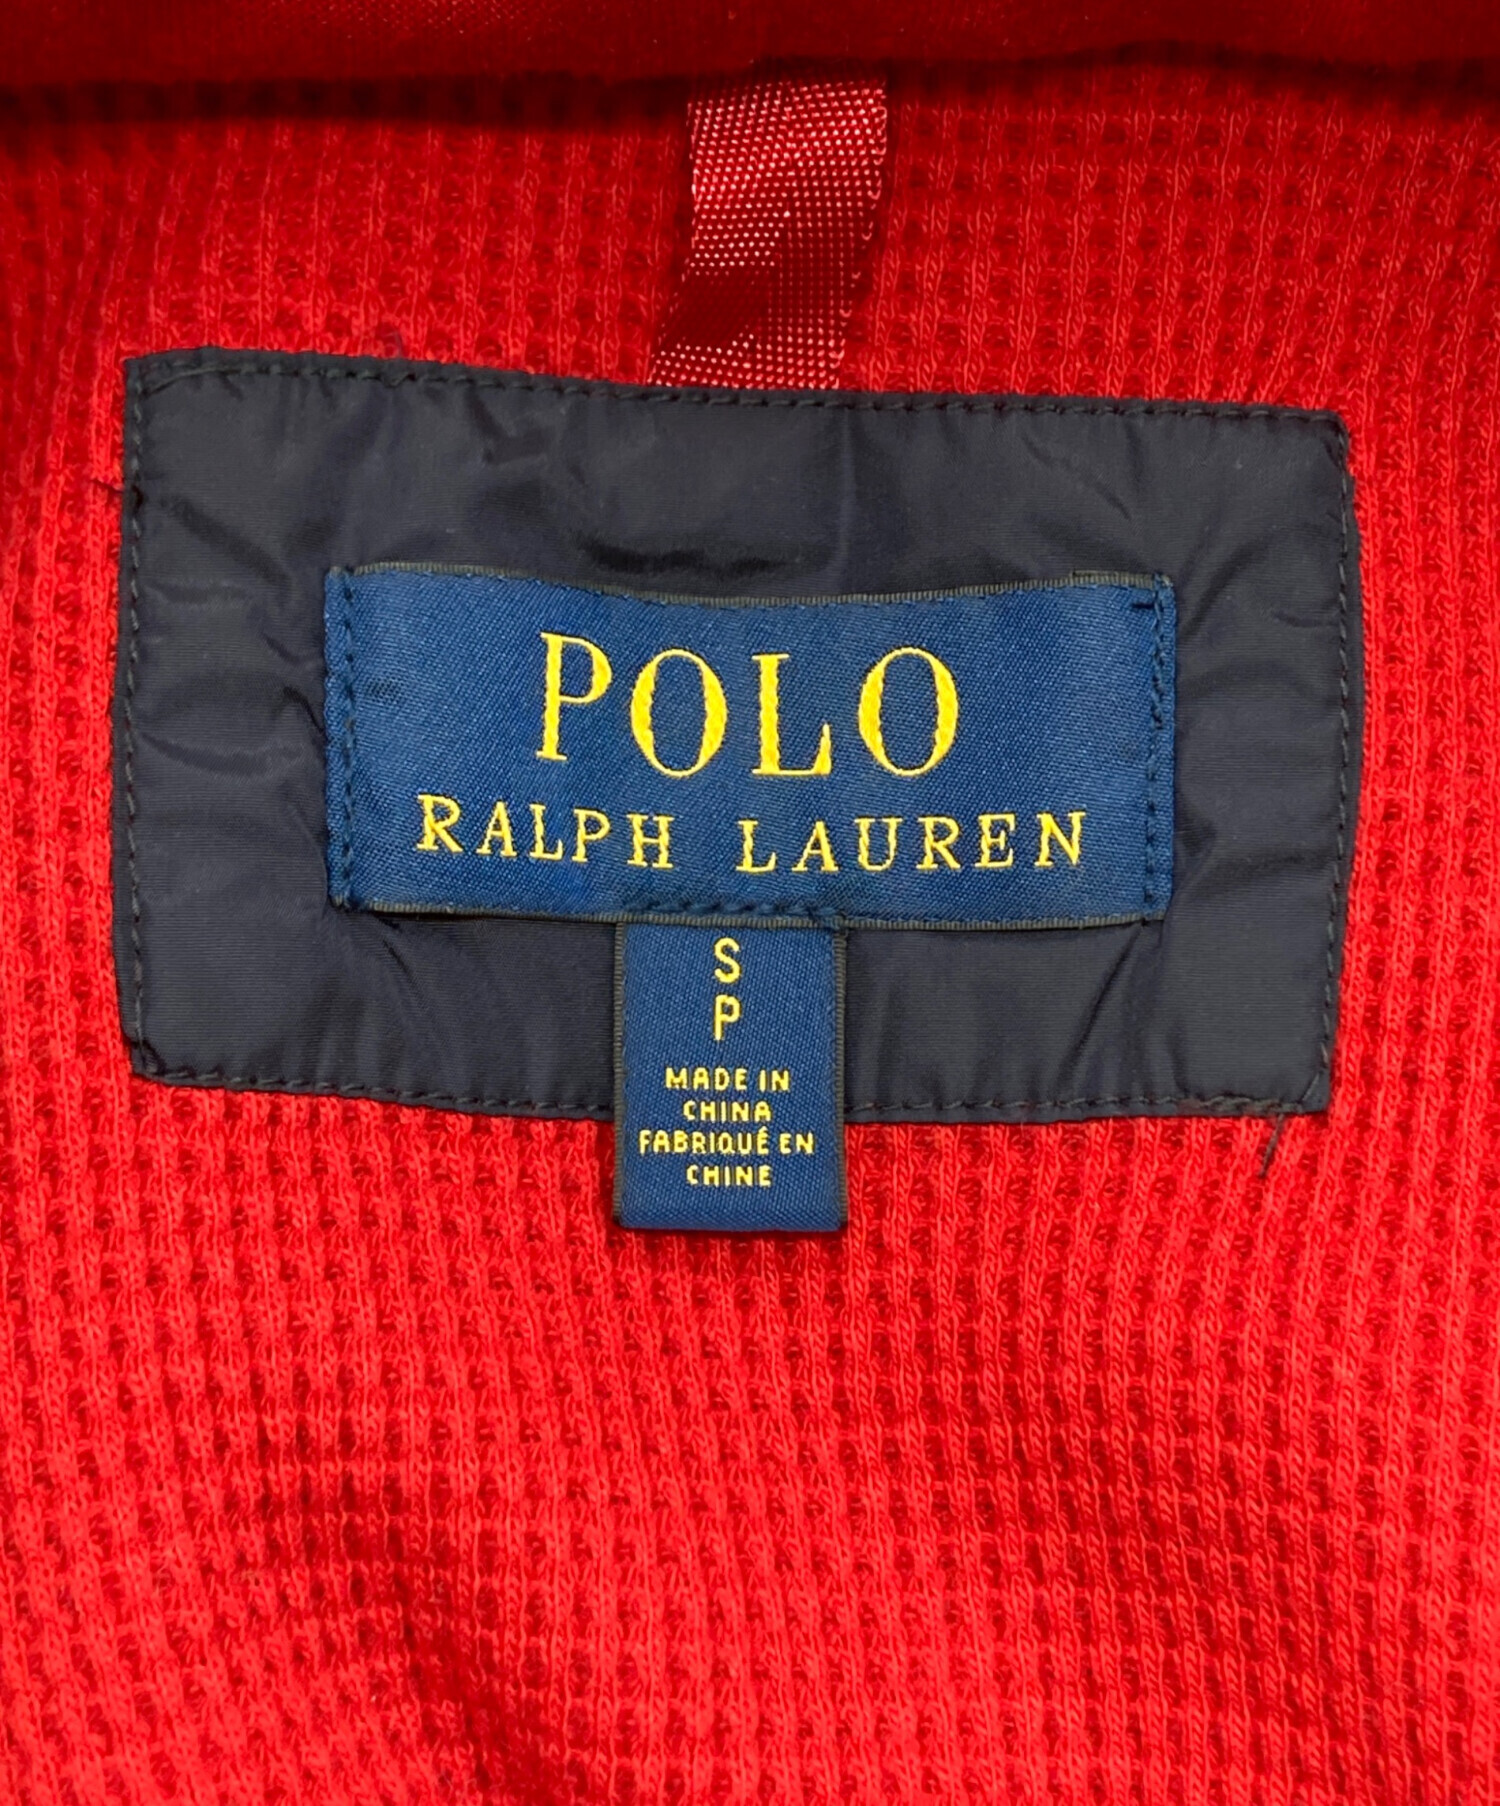 POLO
RALPH LAUREN
S
P
MADE IN
CHINA
FABRIQUÉ EN
CHINE